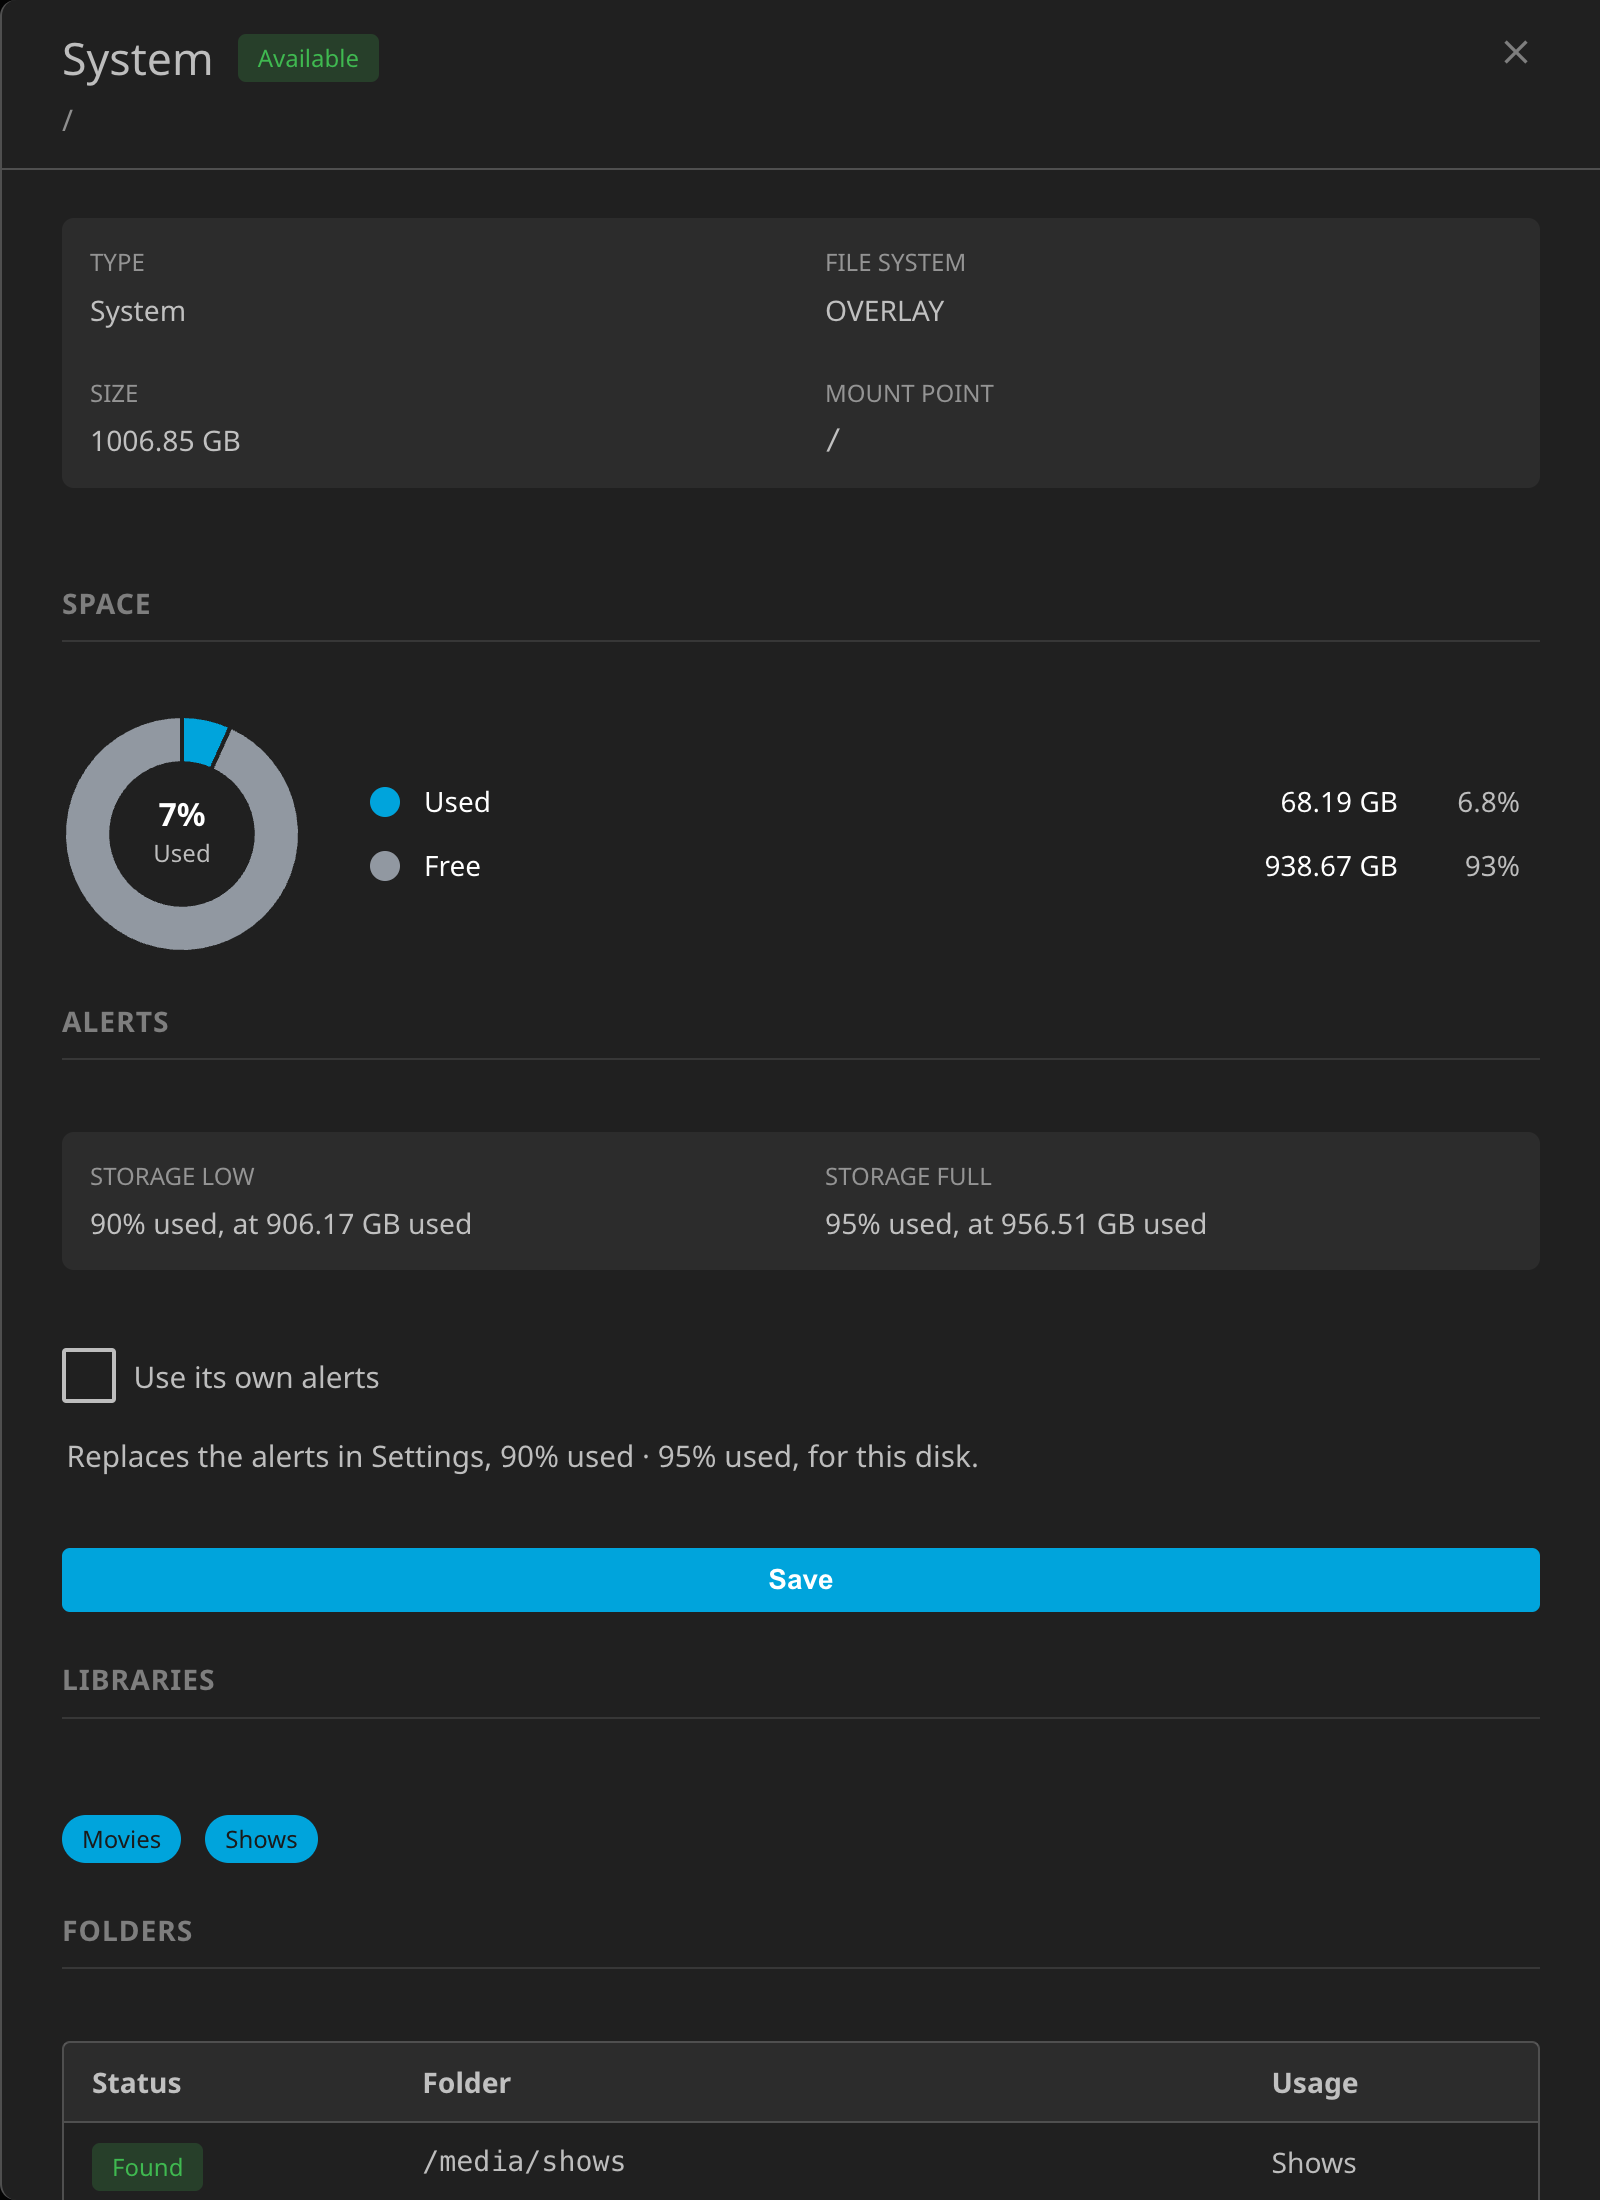 System Available
/
TYPE FILE SYSTEM
System OVERLAY
SIZE MOUNT POINT
1006.85 GB /
SPACE
7%
Used
Used 68.19 GB 6.8%
Free 938.67 GB 93%
ALERTS
STORAGE LOW STORAGE FULL
90% used, at 906.17 GB used 95% used, at 956.51 GB used
Use its own alerts
Replaces the alerts in Settings, 90% used · 95% used, for this disk.
Save
LIBRARIES
Movies Shows
FOLDERS
Status Folder Usage
Found /media/shows Shows